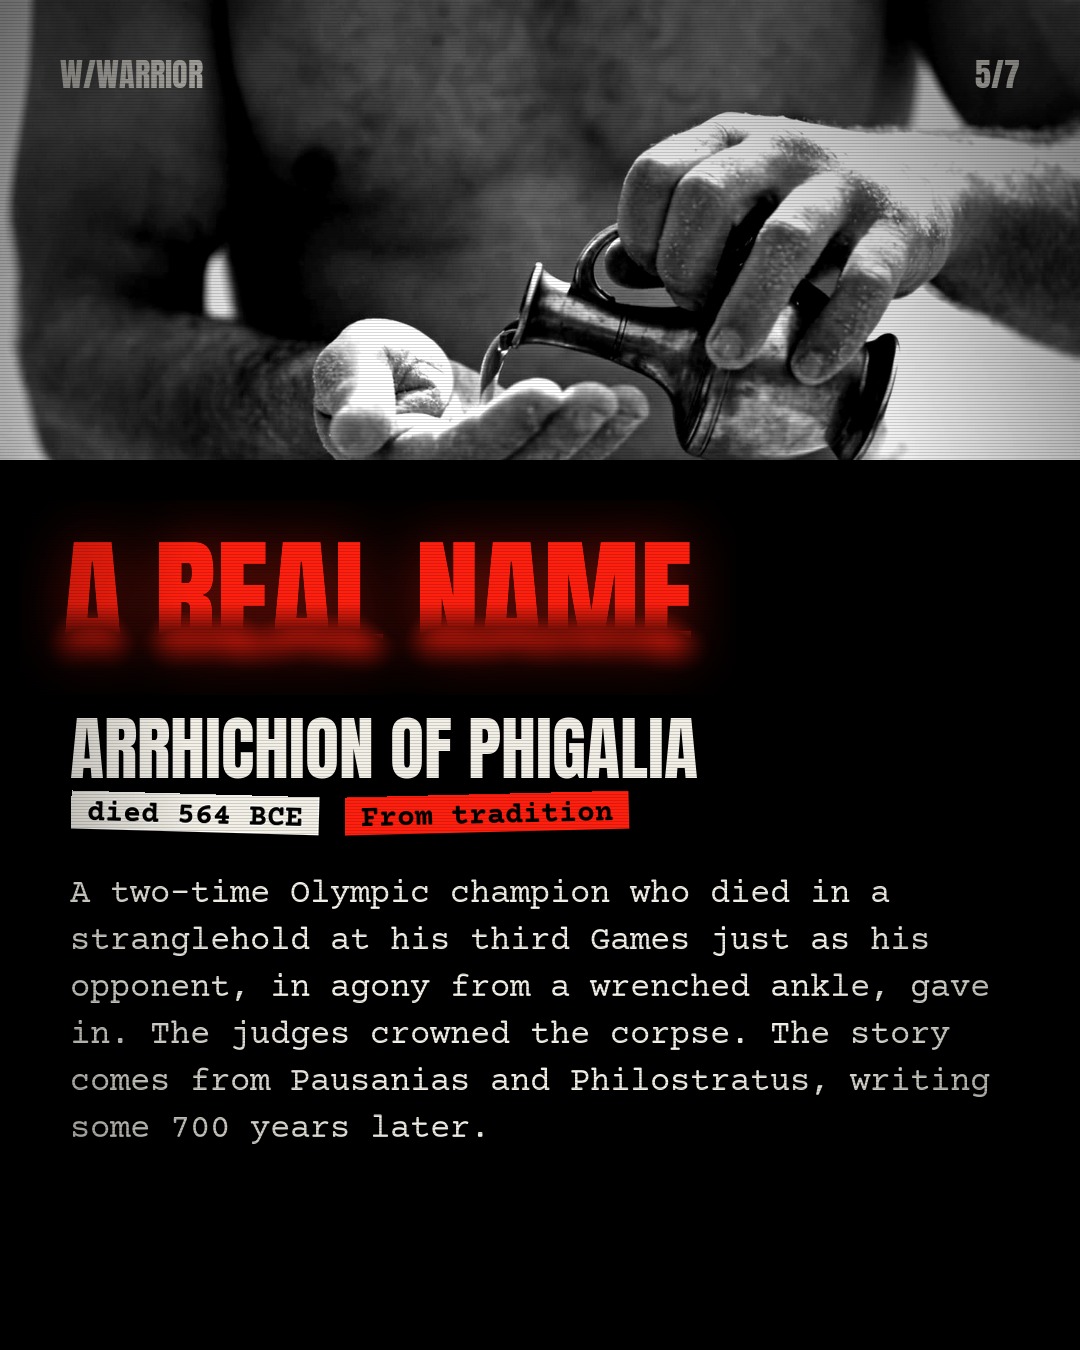 W/WARRIOR
5/7
A REAL NAME
ARRHICHION OF PHIGALIA
died 564 BCE
From tradition
A two-time Olympic champion who died in a
stranglehold at his third Games just as his
opponent, in agony from a wrenched ankle, gave
in. The judges crowned the corpse. The story
comes from Pausanias and Philostratus, writing
some 700 years later.